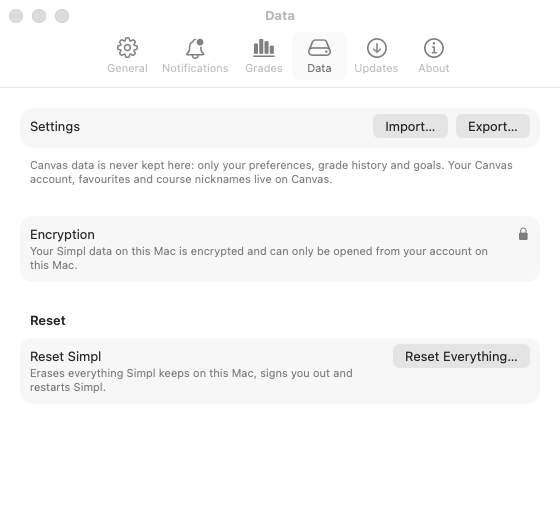 Data
General
Notifications
Grades
Data
Updates
About
Settings
Import...
Export...
Canvas data is never kept here: only your preferences, grade history and goals. Your Canvas
account, favourites and course nicknames live on Canvas.
Encryption
Your Simpl data on this Mac is encrypted and can only be opened from your account on
this Mac.
Reset
Reset Simpl
Reset Everything...
Erases everything Simpl keeps on this Mac, signs you out and
restarts Simpl.